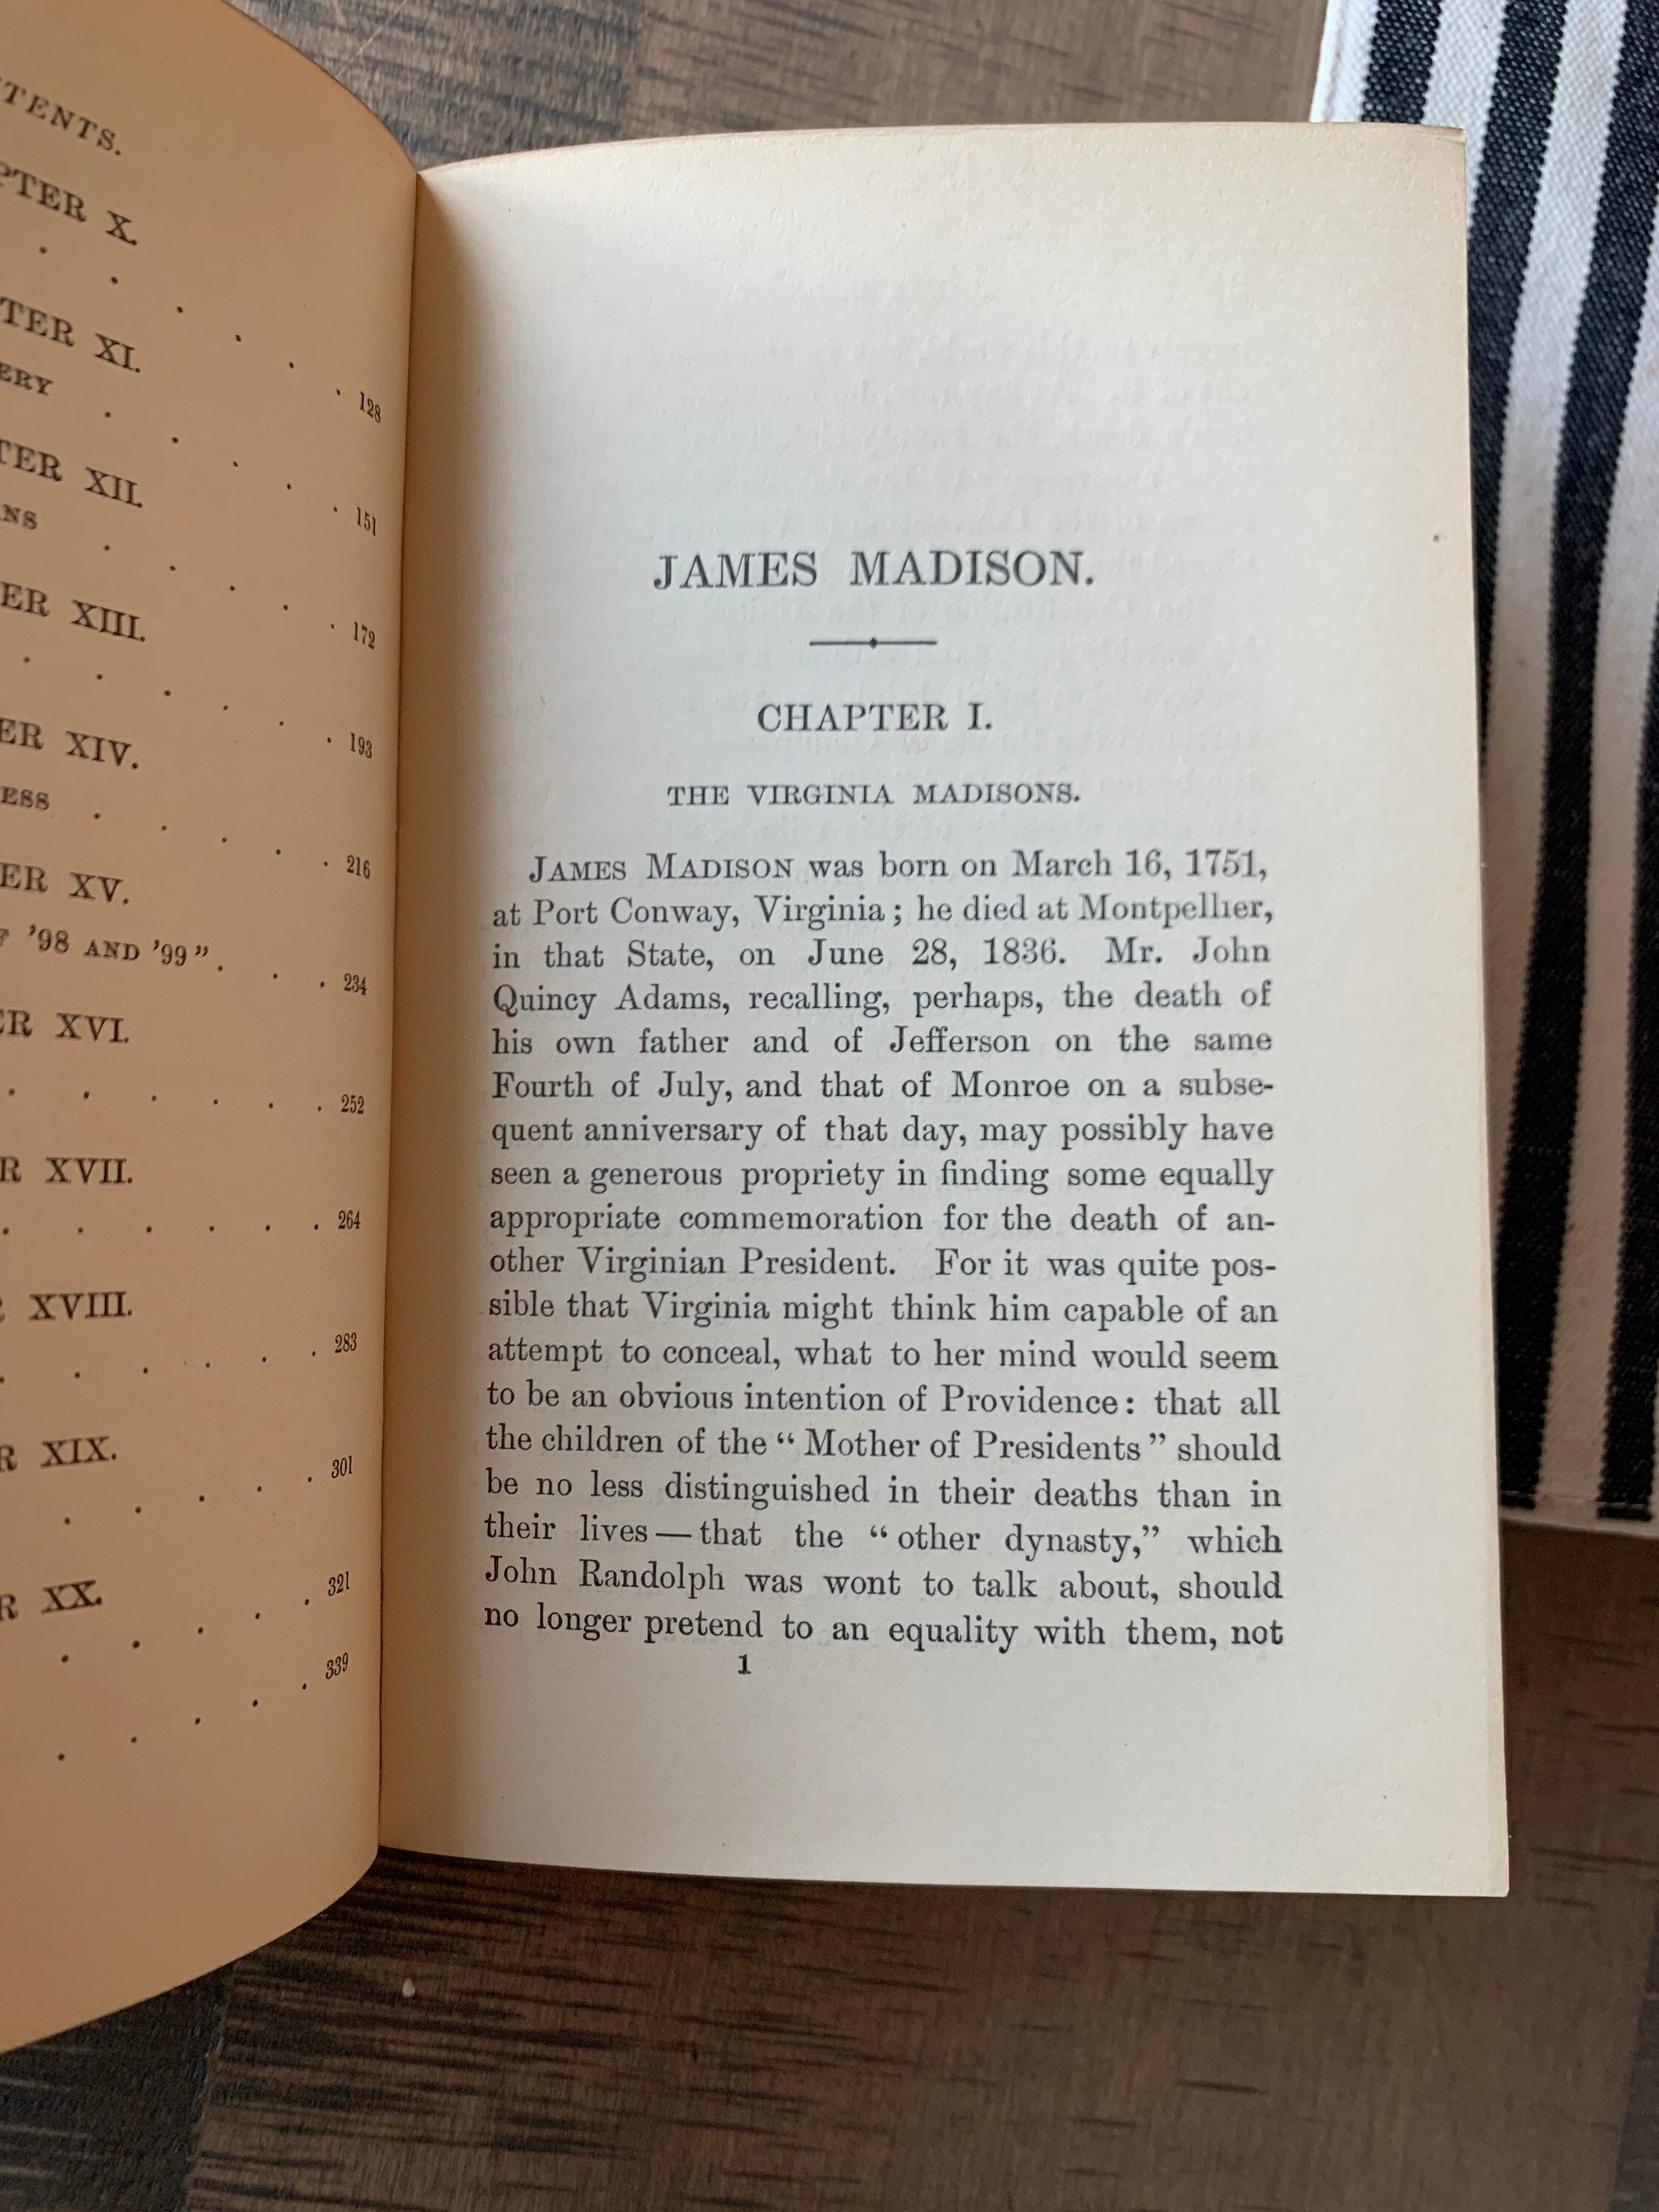 TENTS.
PTER X.
. . . . . . 128
TER XI.
ERY . . . . . 151
TER XII.
NS . . . . . 172
ER XIII.
. . . . . . 193
ER XIV.
ESS . . . . . 216
ER XV.
F '98 AND '99" . . . 234
ER XVI.
. . . . . . 252
R XVII.
. . . . . 264
XVIII.
. . . . . . 283
R XIX.
. . . . . 301
R XX.
. . . . . 321
. . . . . 339
JAMES MADISON.
CHAPTER I.
THE VIRGINIA MADISONS.
JAMES MADISON was born on March 16, 1751,
at Port Conway, Virginia; he died at Montpellier,
in that State, on June 28, 1836. Mr. John
Quincy Adams, recalling, perhaps, the death of
his own father and of Jefferson on the same
Fourth of July, and that of Monroe on a subse-
quent anniversary of that day, may possibly have
seen a generous propriety in finding some equally
appropriate commemoration for the death of an-
other Virginian President. For it was quite pos-
sible that Virginia might think him capable of an
attempt to conceal, what to her mind would seem
to be an obvious intention of Providence: that all
the children of the "Mother of Presidents" should
be no less distinguished in their deaths than in
their lives — that the "other dynasty," which
John Randolph was wont to talk about, should
no longer pretend to an equality with them, not
1